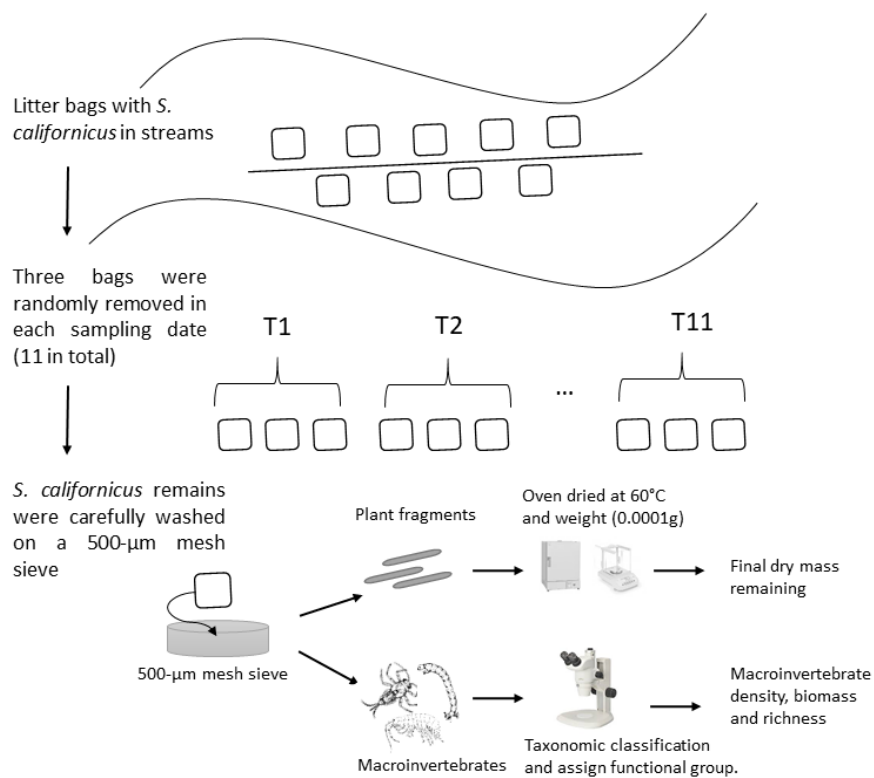 Litter bags with S.
californicus in streams
Three bags were
randomly removed in
each sampling date
(11 in total)
T1
T2
T11
...
S. californicus remains
were carefully washed
on a 500-µm mesh
sieve
Plant fragments
Oven dried at 60°C
and weight (0.0001g)
Final dry mass
remaining
500-µm mesh sieve
Macroinvertebrates
Taxonomic classification
and assign functional group.
Macroinvertebrate
density, biomass
and richness